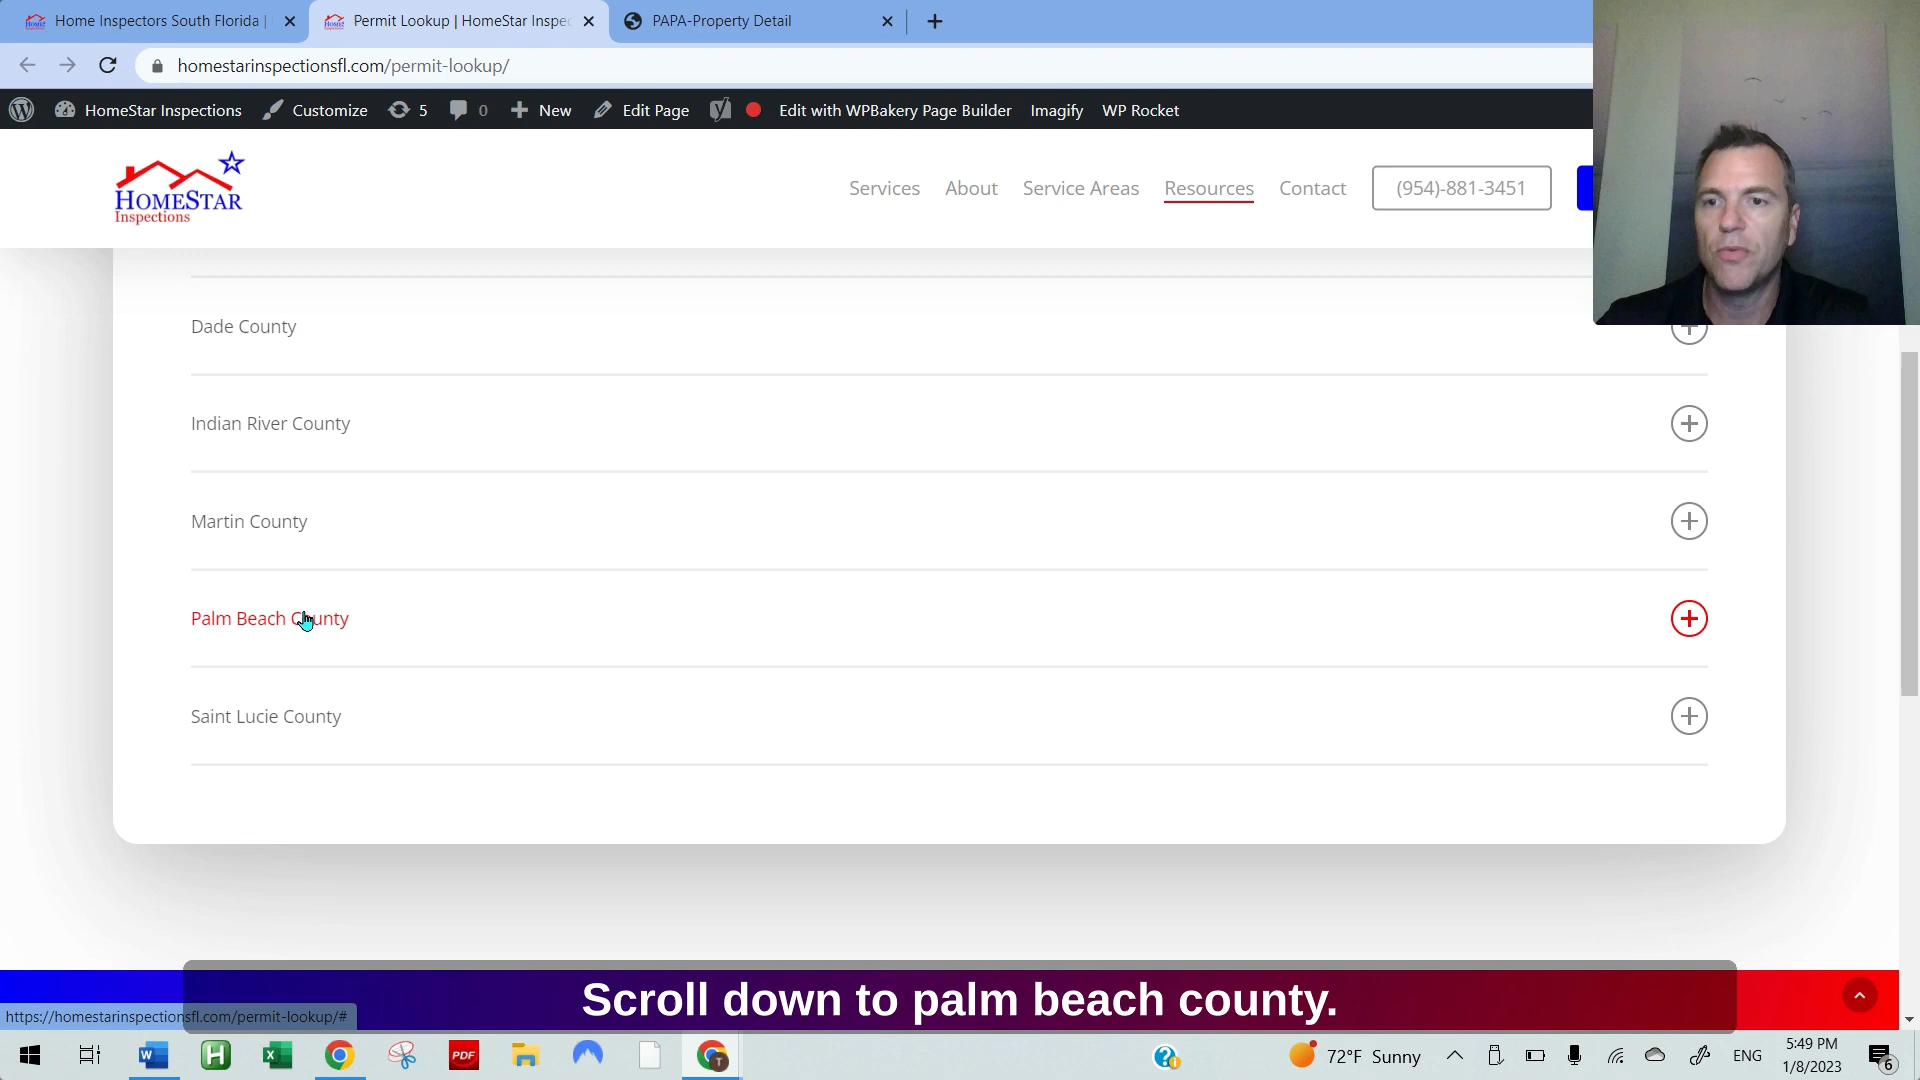 Home Inspectors South Florida |
Permit Lookup | HomeStar Inspec
PAPA-Property Detail
homestarinspectionsfl.com/permit-lookup/
HomeStar Inspections
Customize
5
0
New
Edit Page
Edit with WPBakery Page Builder
Imagify
WP Rocket
HOMESTAR
Inspections
Services
About
Service Areas
Resources
Contact
(954)-881-3451
Dade County
Indian River County
Martin County
Palm Beach County
Saint Lucie County
Scroll down to palm beach county.
https://homestarinspectionsfl.com/permit-lookup/#
W
H
X
PDF
T
72°F Sunny
ENG
5:49 PM
1/8/2023
6